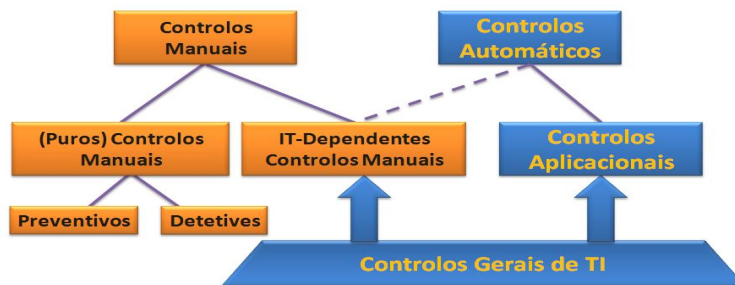 Controlos
Manuais
Controlos
Automáticos
(Puros) Controlos
Manuais
IT-Dependentes
Controlos Manuais
Controlos
Aplicacionais
Preventivos
Detetives
Controlos Gerais de TI